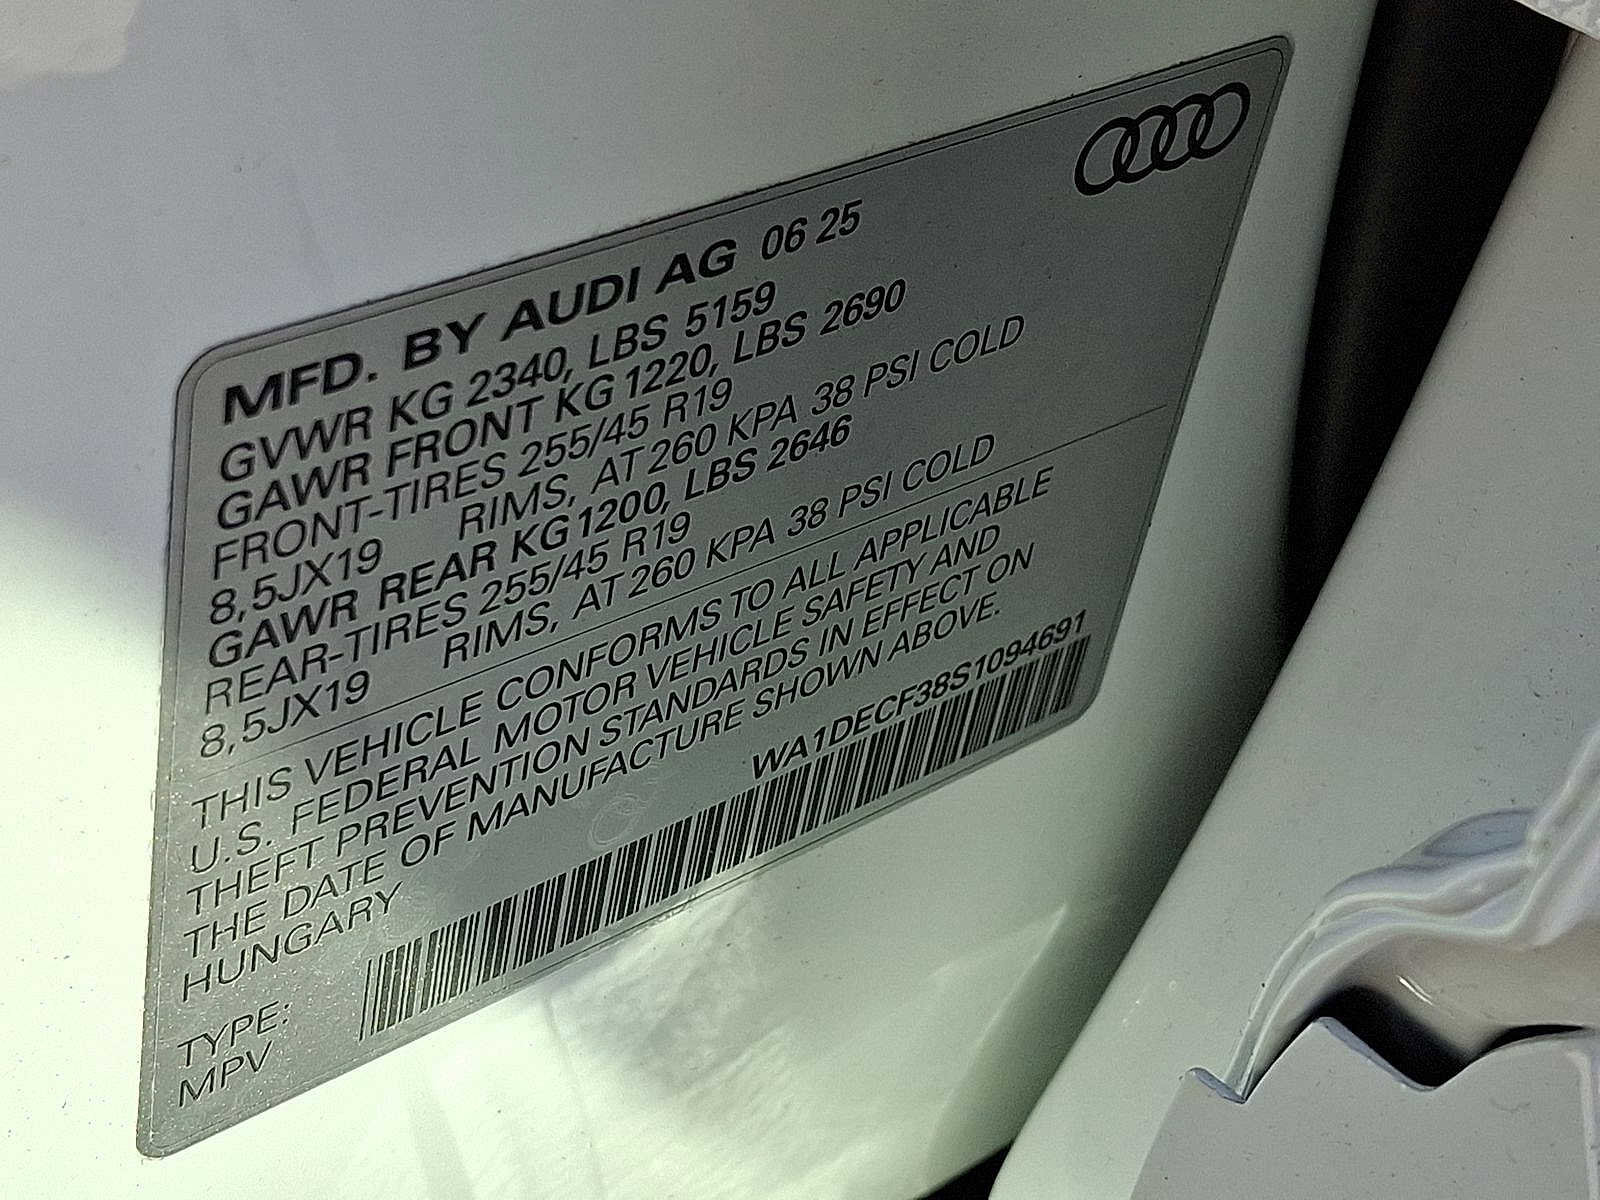 MFD. BY AUDI AG 06 25
GVWR KG 2340, LBS 5159
GAWR FRONT KG 1220, LBS 2690
FRONT-TIRES 255/45 R19
8,5JX19 RIMS, AT 260 KPA 38 PSI COLD
GAWR REAR KG 1200, LBS 2646
REAR-TIRES 255/45 R19
8,5JX19 RIMS, AT 260 KPA 38 PSI COLD
THIS VEHICLE CONFORMS TO ALL APPLICABLE
U.S. FEDERAL MOTOR VEHICLE SAFETY AND
THEFT PREVENTION STANDARDS IN EFFECT ON
THE DATE OF MANUFACTURE SHOWN ABOVE.
HUNGARY WA1DECF38S1094691
TYPE:
MPV